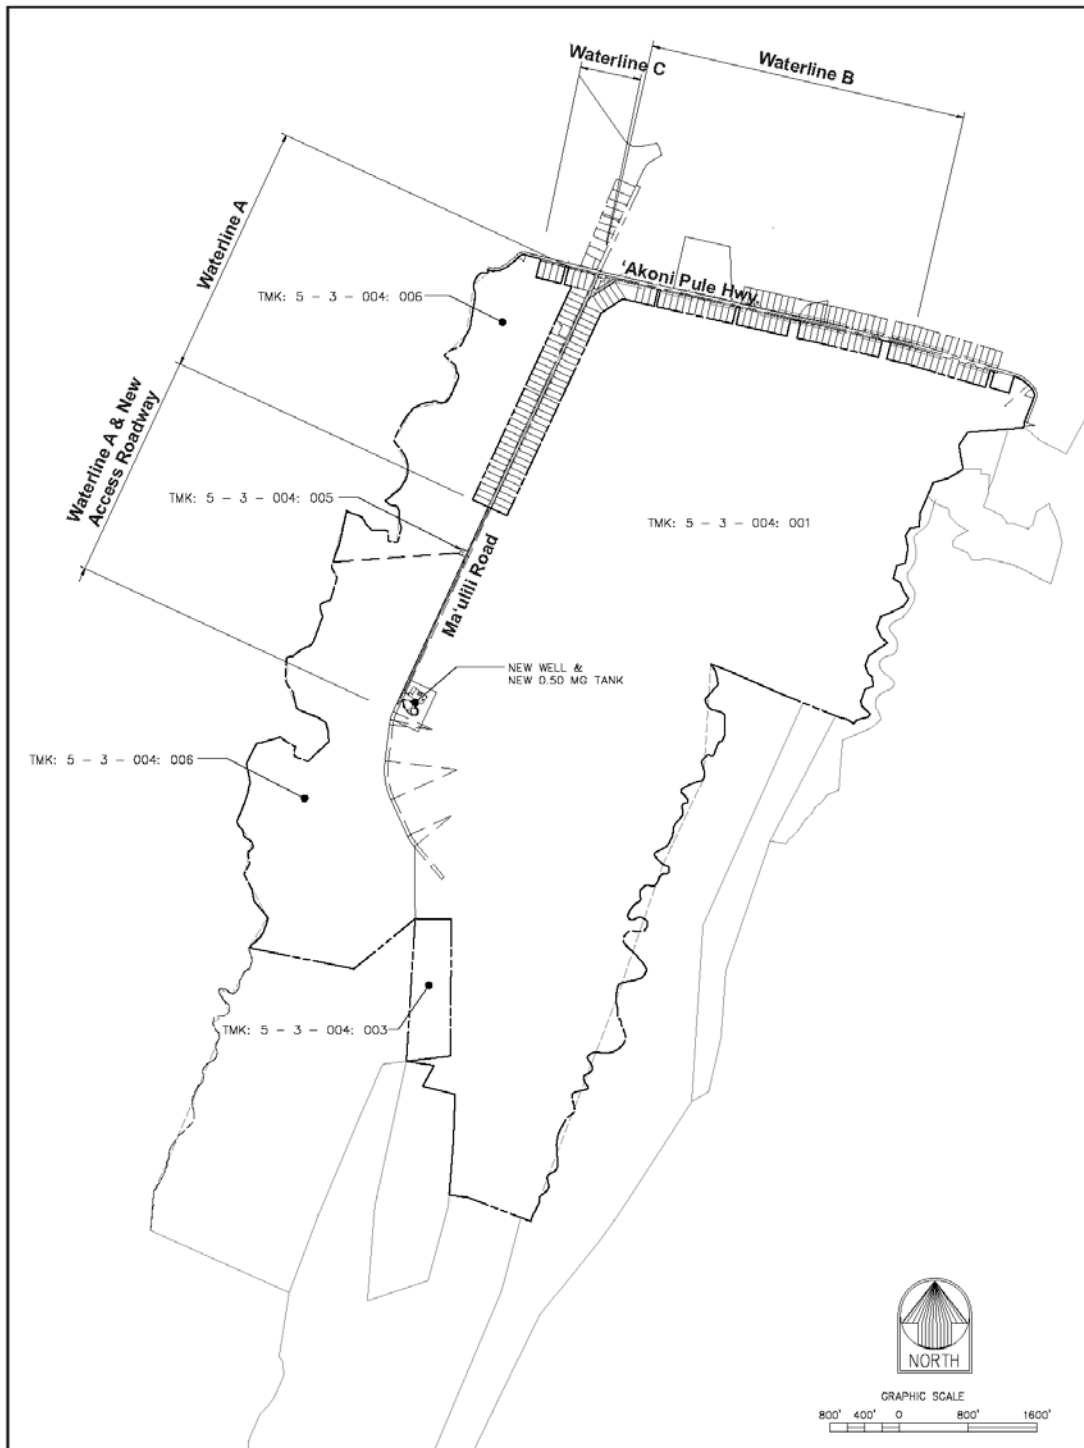 Waterline C
Waterline B
Waterline A
'Akoni Pule Hwy.
TMK: 5 - 3 - 004: 006
Waterline A & New
Access Roadway
TMK: 5 - 3 - 004: 005
TMK: 5 - 3 - 004: 001
Ma'ulili Road
NEW WELL &
NEW 0.50 MG TANK
TMK: 5 - 3 - 004: 006
TMK: 5 - 3 - 004: 003
NORTH
GRAPHIC SCALE
800' 400' 0 800' 1600'